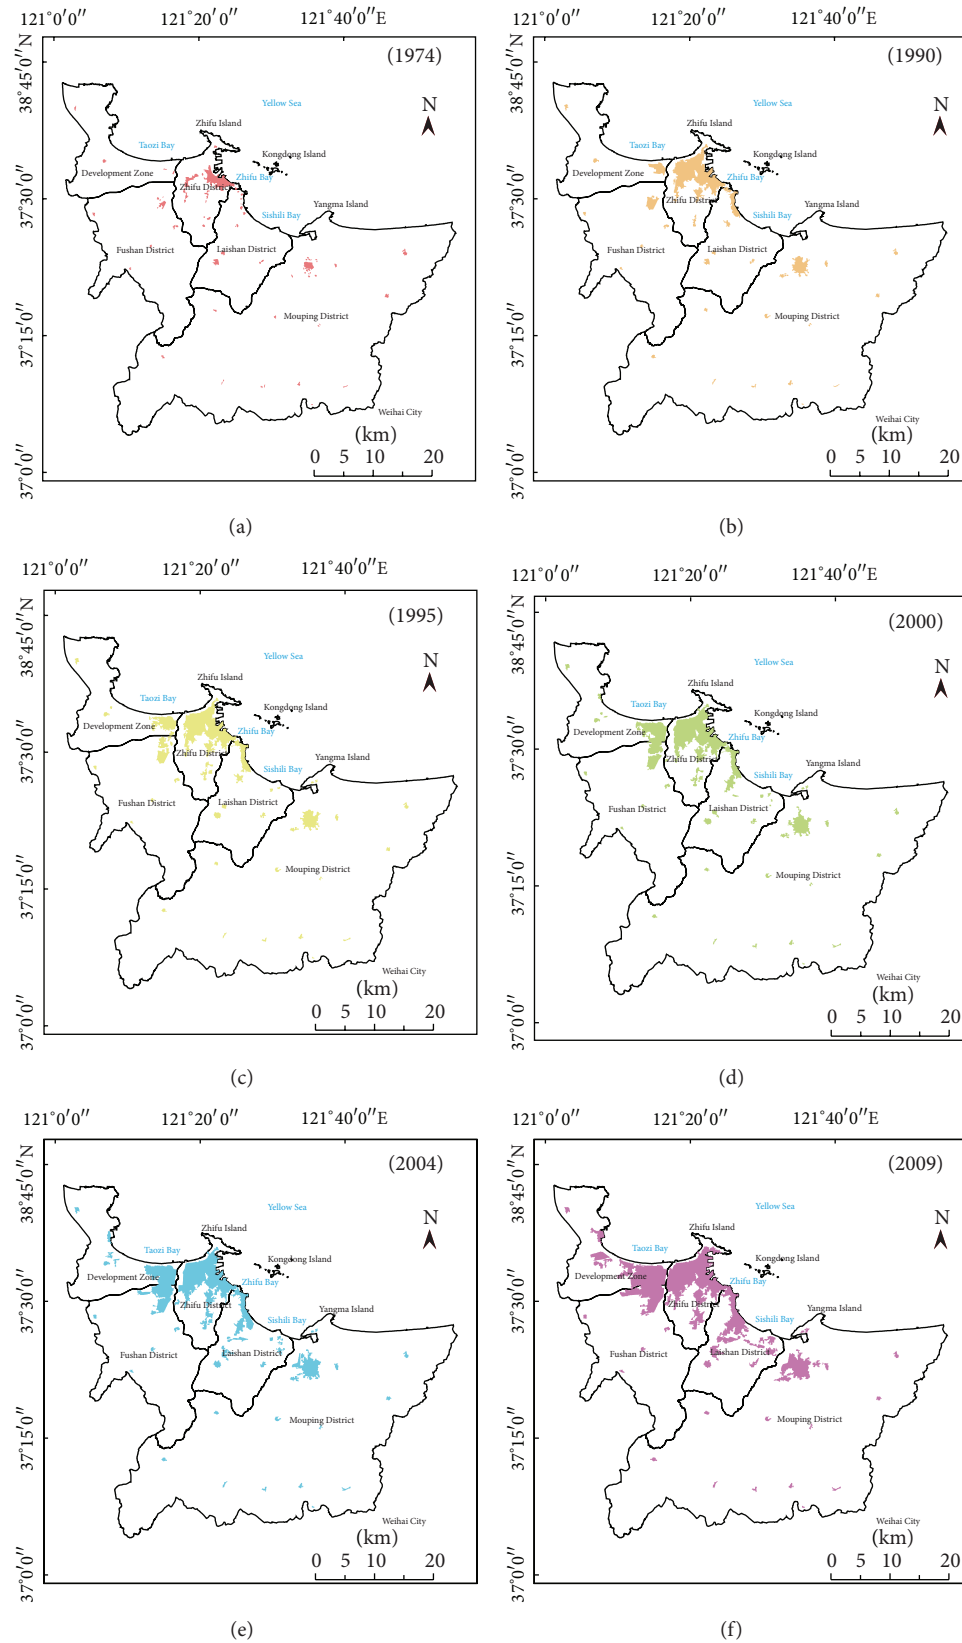 121°0′0″ 121°20′0″ 121°40′0″E
121°0′0″ 121°20′0″ 121°40′0″E
(1974)
38°45′0″N
Yellow Sea
N
Zhifu Island
Taozi Bay
Kongdong Island
Development Zone
Zhifu Bay
Zhifu District
37°30′0″
Yangma Island
Sishili Bay
Fushan District
Laishan District
37°15′0″
Mouping District
Weihai City
(km)
0 5 10 20
37°0′0″
(a)
(1990)
38°45′0″N
Yellow Sea
N
Zhifu Island
Taozi Bay
Kongdong Island
Development Zone
Zhifu Bay
Zhifu District
37°30′0″
Yangma Island
Sishili Bay
Fushan District
Laishan District
37°15′0″
Mouping District
Weihai City
(km)
0 5 10 20
37°0′0″
(b)
121°0′0″ 121°20′0″ 121°40′0″E
121°0′0″ 121°20′0″ 121°40′0″E
(1995)
38°45′0″N
Yellow Sea
N
Zhifu Island
Taozi Bay
Kongdong Island
Development Zone
Zhifu Bay
Zhifu District
37°30′0″
Yangma Island
Sishili Bay
Fushan District
Laishan District
37°15′0″
Mouping District
Weihai City
(km)
0 5 10 20
37°0′0″
(c)
(2000)
38°45′0″N
Yellow Sea
N
Zhifu Island
Taozi Bay
Kongdong Island
Development Zone
Zhifu Bay
Zhifu District
37°30′0″
Yangma Island
Sishili Bay
Fushan District
Laishan District
37°15′0″
Mouping District
Weihai City
(km)
0 5 10 20
37°0′0″
(d)
121°0′0″ 121°20′0″ 121°40′0″E
121°0′0″ 121°20′0″ 121°40′0″E
(2004)
38°45′0″N
Yellow Sea
N
Zhifu Island
Taozi Bay
Kongdong Island
Development Zone
Zhifu Bay
Zhifu District
37°30′0″
Yangma Island
Sishili Bay
Fushan District
Laishan District
37°15′0″
Mouping District
Weihai City
(km)
0 5 10 20
37°0′0″
(e)
(2009)
38°45′0″N
Yellow Sea
N
Zhifu Island
Taozi Bay
Kongdong Island
Development Zone
Zhifu Bay
Zhifu District
37°30′0″
Yangma Island
Sishili Bay
Fushan District
Laishan District
37°15′0″
Mouping District
Weihai City
(km)
0 5 10 20
37°0′0″
(f)